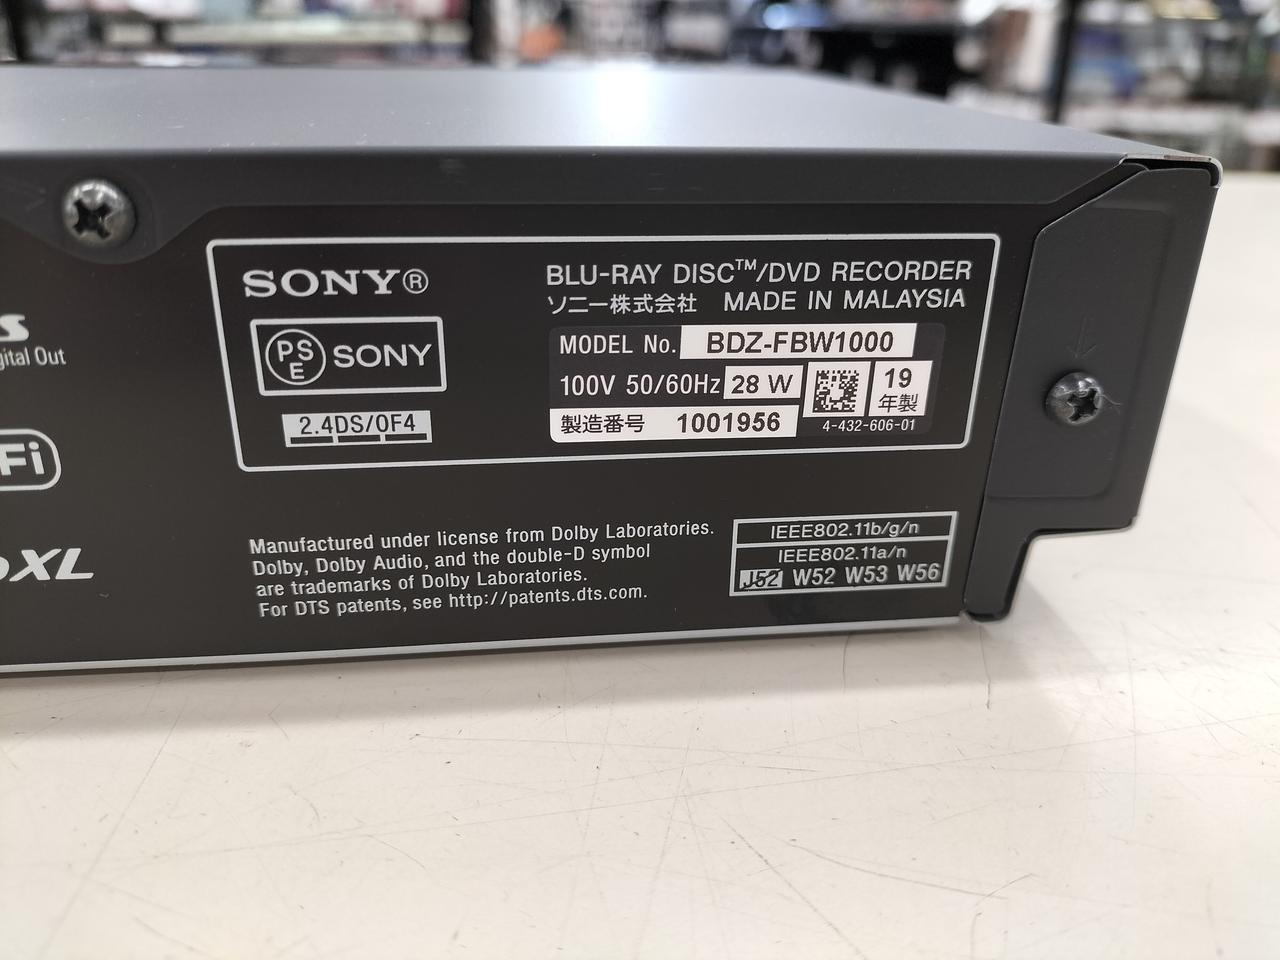 SONY®
PS
E
SONY
2.4DS/OF4
BLU-RAY DISC™/DVD RECORDER
ソニー株式会社 MADE IN MALAYSIA
MODEL No. BDZ-FBW1000
100V 50/60Hz 28 W
19
年製
製造番号 1001956
4-432-606-01
s
gital Out
Fi
XL
Manufactured under license from Dolby Laboratories.
Dolby, Dolby Audio, and the double-D symbol
are trademarks of Dolby Laboratories.
For DTS patents, see http://patents.dts.com.
IEEE802.11b/g/n
IEEE802.11a/n
J52 W52 W53 W56